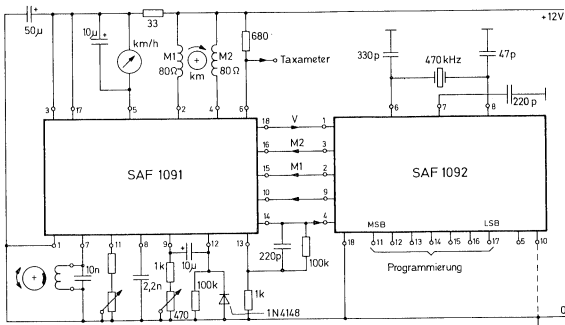 +12V
50µ
33
10µ
km/h
M1
80Ω
km
M2
80Ω
680
Taxameter
330p
470kHz
47p
220p
3 17 5 2 4 6
6 7 8
SAF 1091
SAF 1092
18 V 1
16 M2 3
15 M1 2
10 9
14 4
1 7 11 8 9 12 13
MSB LSB
18 11 12 13 14 15 16 17 5 10
Programmierung
10n
2,2n
1k
10µ
100k
470
1N4148
1k
220p
100k
0